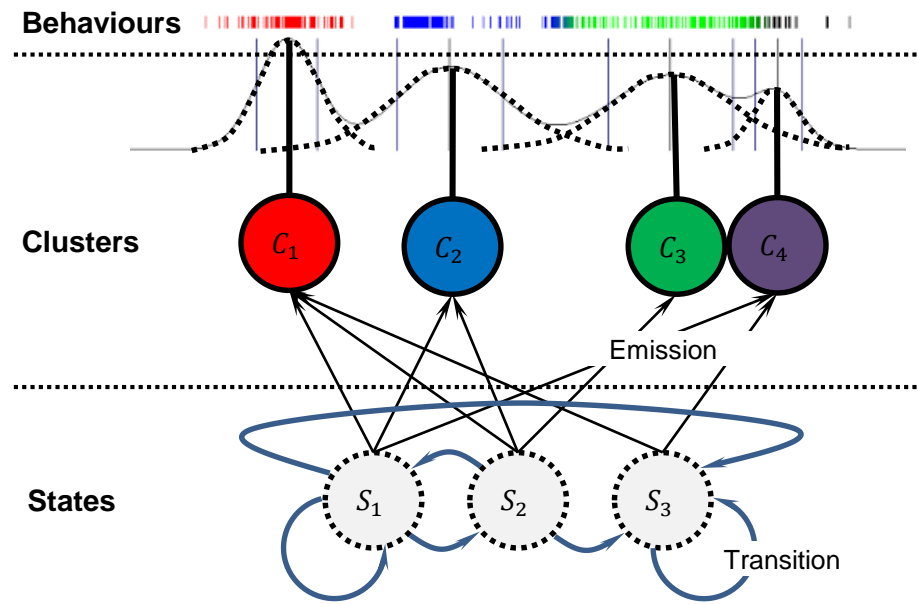 Behaviours
Clusters
C₁
C₂
C₃
C₄
Emission
States
S₁
S₂
S₃
Transition